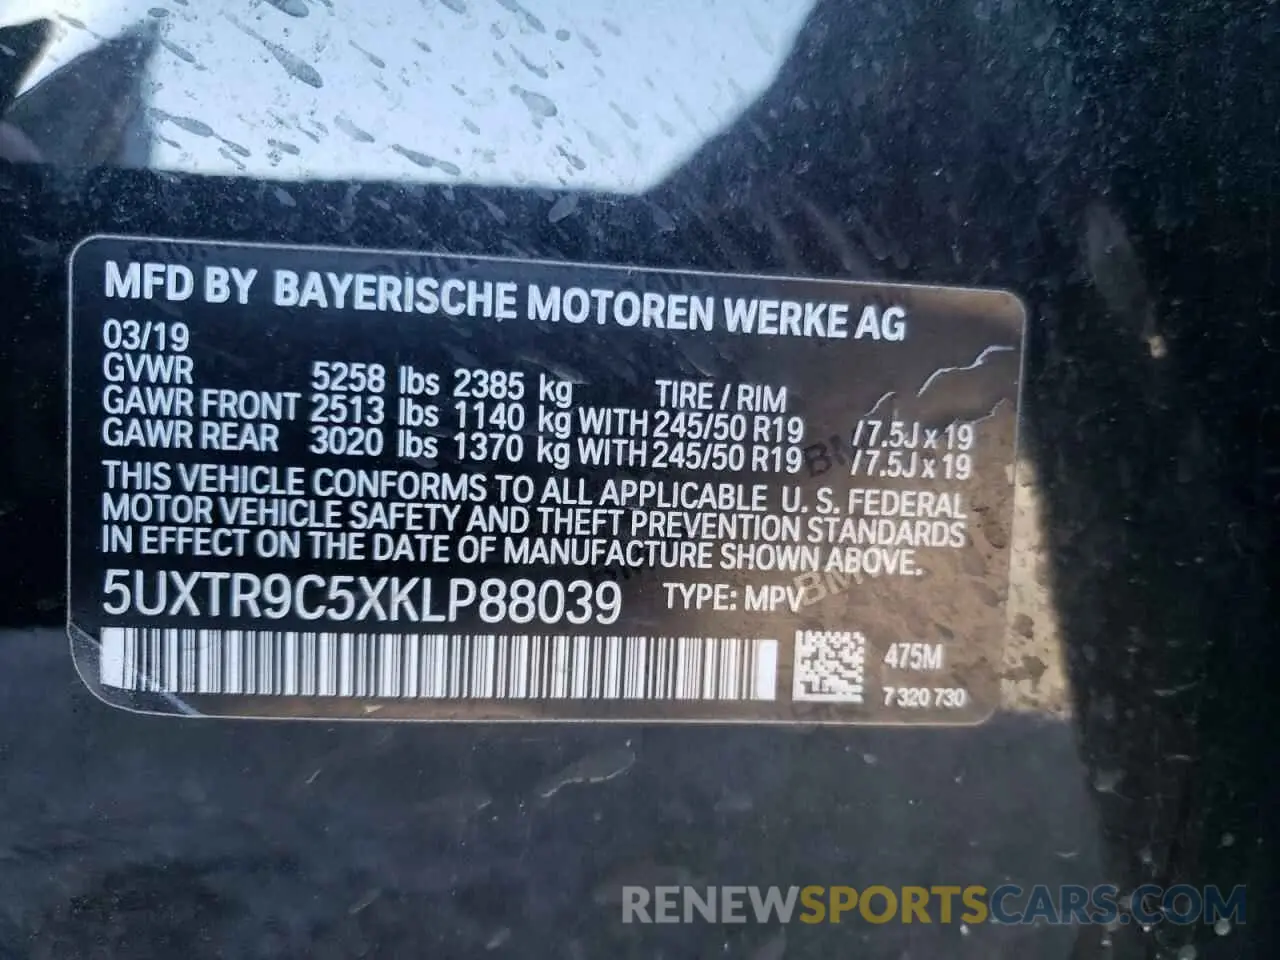 MFD BY BAYERISCHE MOTOREN WERKE AG
03/19
GVWR 5258 lbs 2385 kg TIRE / RIM
GAWR FRONT 2513 lbs 1140 kg WITH 245/50 R19 / 7.5J x 19
GAWR REAR 3020 lbs 1370 kg WITH 245/50 R19 / 7.5J x 19
THIS VEHICLE CONFORMS TO ALL APPLICABLE U. S. FEDERAL
MOTOR VEHICLE SAFETY AND THEFT PREVENTION STANDARDS
IN EFFECT ON THE DATE OF MANUFACTURE SHOWN ABOVE.
5UXTR9C5XKLP88039 TYPE: MPV
475M
7 320 730
RENEWSPORTSCARS.COM